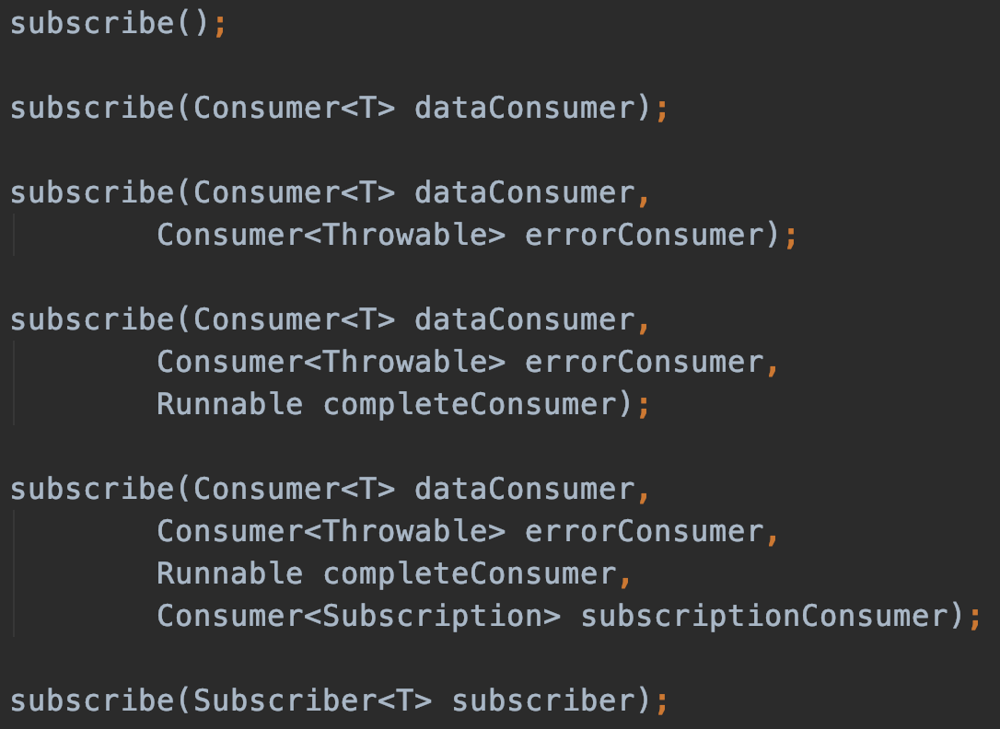 subscribe();
subscribe(Consumer<T> dataConsumer);
subscribe(Consumer<T> dataConsumer,
Consumer<Throwable> errorConsumer);
subscribe(Consumer<T> dataConsumer,
Consumer<Throwable> errorConsumer,
Runnable completeConsumer);
subscribe(Consumer<T> dataConsumer,
Consumer<Throwable> errorConsumer,
Runnable completeConsumer,
Consumer<Subscription> subscriptionConsumer);
subscribe(Subscriber<T> subscriber);